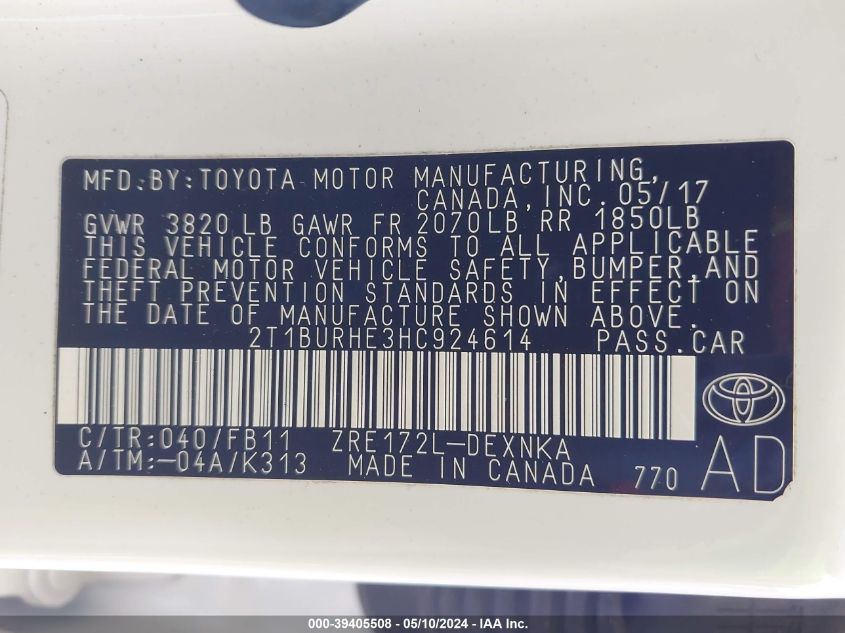 MFD.BY:TOYOTA MOTOR MANUFACTURING,
CANADA,INC.05/17
GVWR 3820 LB GAWR FR 2070LB RR 1850LB
THIS VEHICLE CONFORMS TO ALL APPLICABLE
FEDERAL MOTOR VEHICLE SAFETY,BUMPER,AND
THEFT PREVENTION STANDARDS IN EFFECT ON
THE DATE OF MANUFACTURE SHOWN ABOVE.
2T1BURHE3HC924614 PASS.CAR
C/TR:040/FB11 ZRE172L-DEXNKA
A/TM:-04A/K313 MADE IN CANADA 770 AD
000-39405508 - 05/10/2024 - IAA Inc.